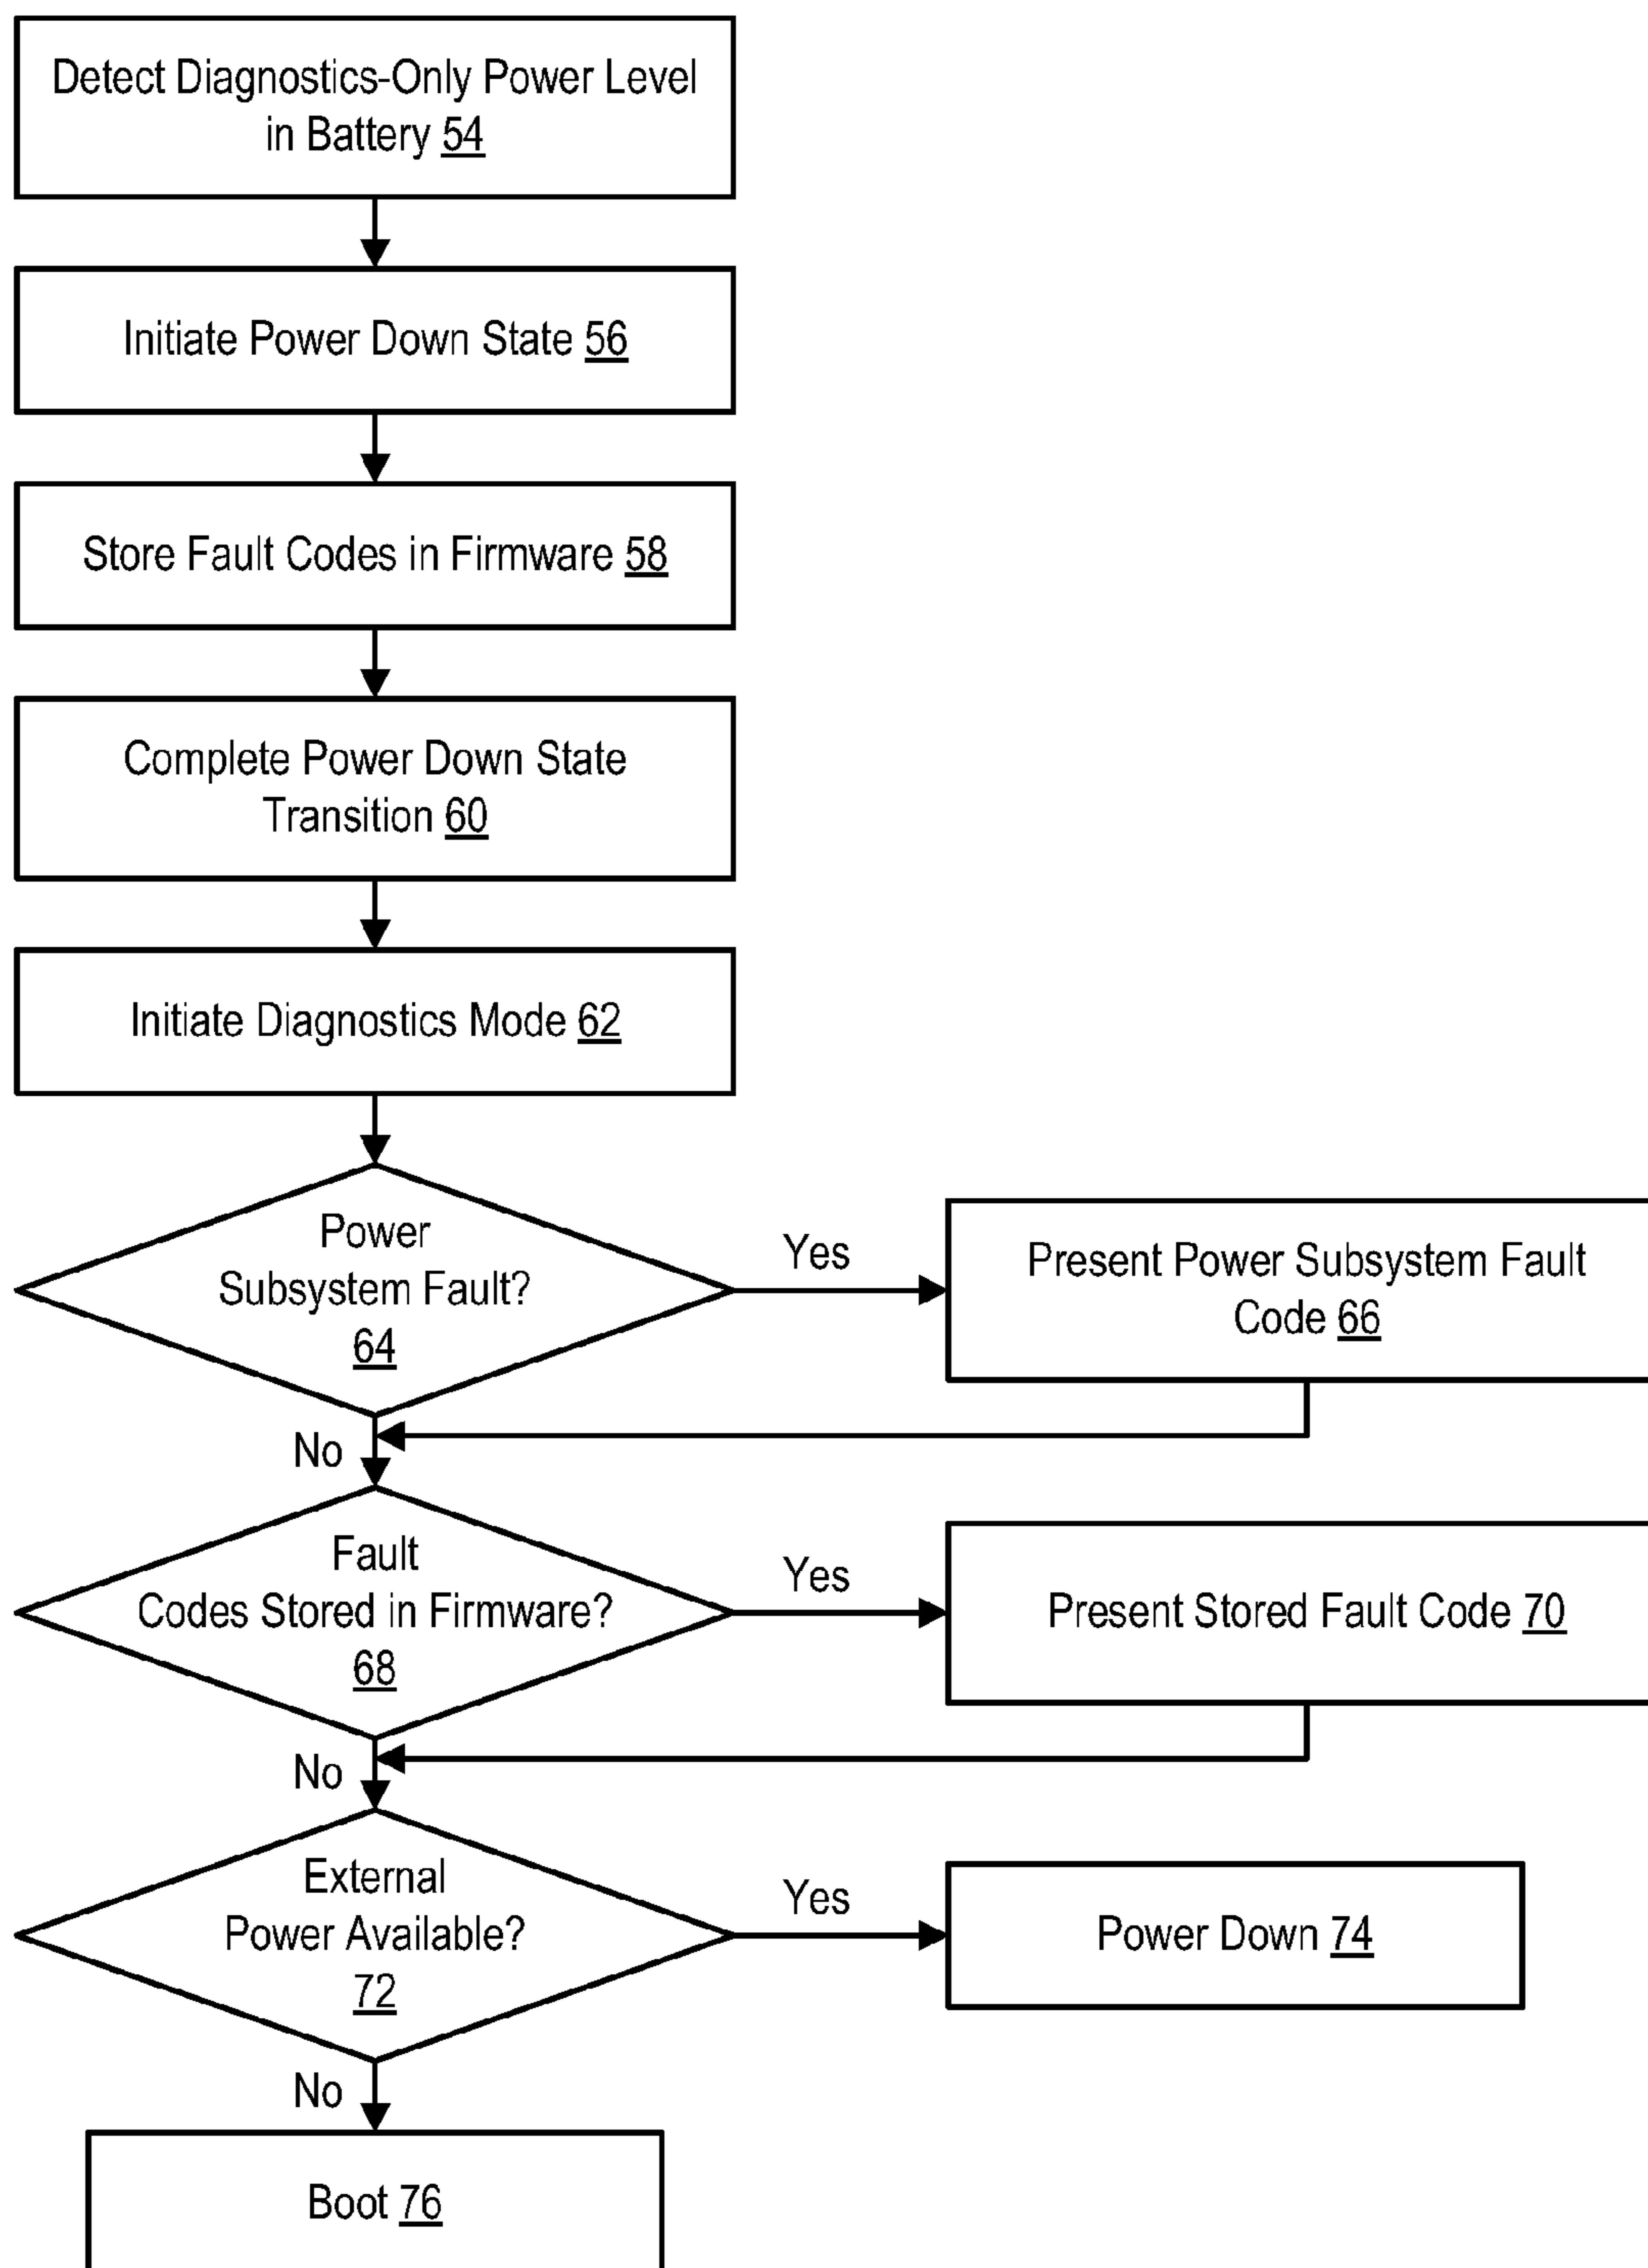 Detect Diagnostics-Only Power Level
in Battery 54
Initiate Power Down State 56
Store Fault Codes in Firmware 58
Complete Power Down State
Transition 60
Initiate Diagnostics Mode 62
Power
Subsystem Fault?
64
Yes
Present Power Subsystem Fault
Code 66
No
Fault
Codes Stored in Firmware?
68
Yes
Present Stored Fault Code 70
No
External
Power Available?
72
Yes
Power Down 74
No
Boot 76